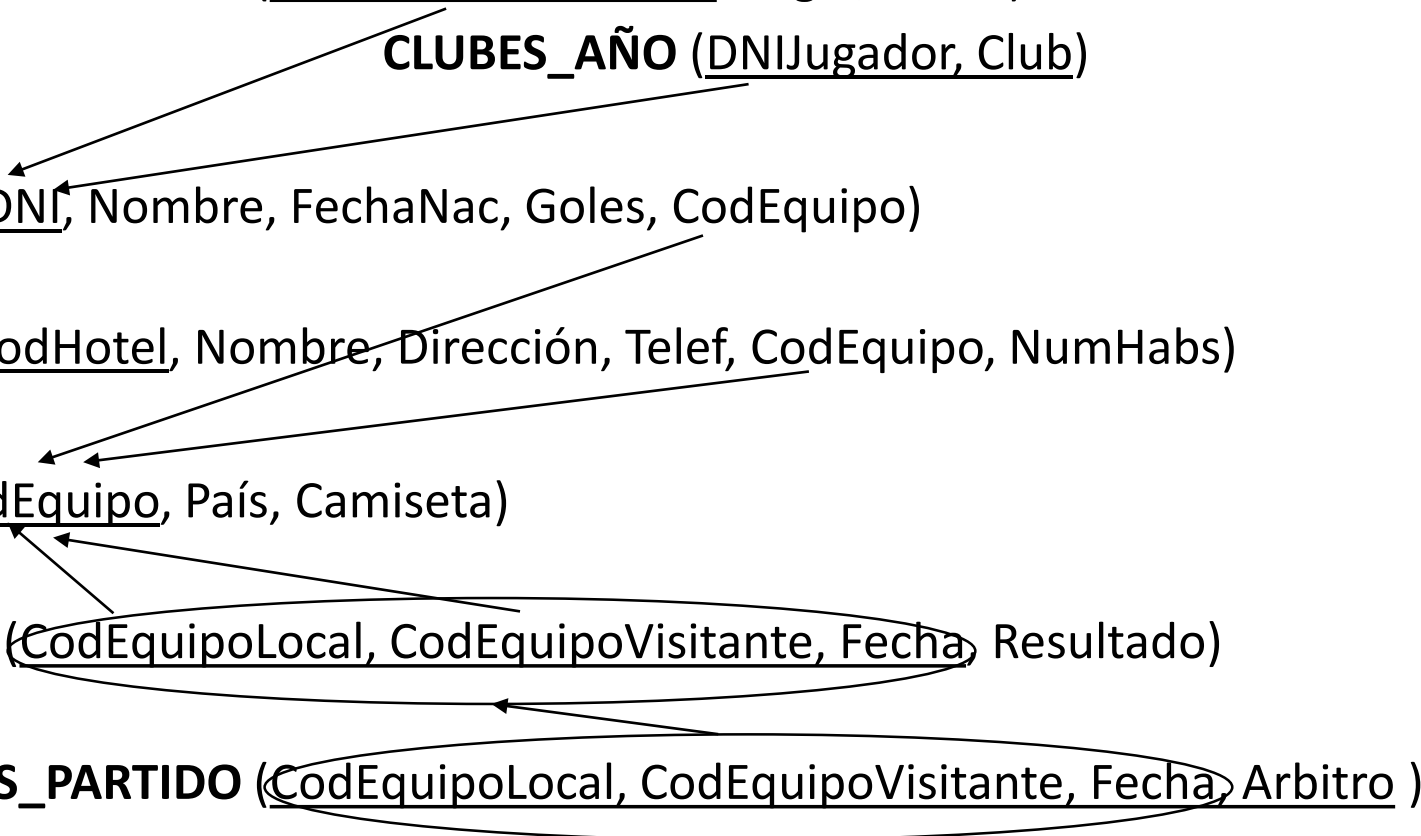 CLUBES_AÑO (DNIJugador, Club)
DNI, Nombre, FechaNac, Goles, CodEquipo)
odHotel, Nombre, Dirección, Telef, CodEquipo, NumHabs)
dEquipo, País, Camiseta)
(CodEquipoLocal, CodEquipoVisitante, Fecha, Resultado)
S_PARTIDO (CodEquipoLocal, CodEquipoVisitante, Fecha, Arbitro )